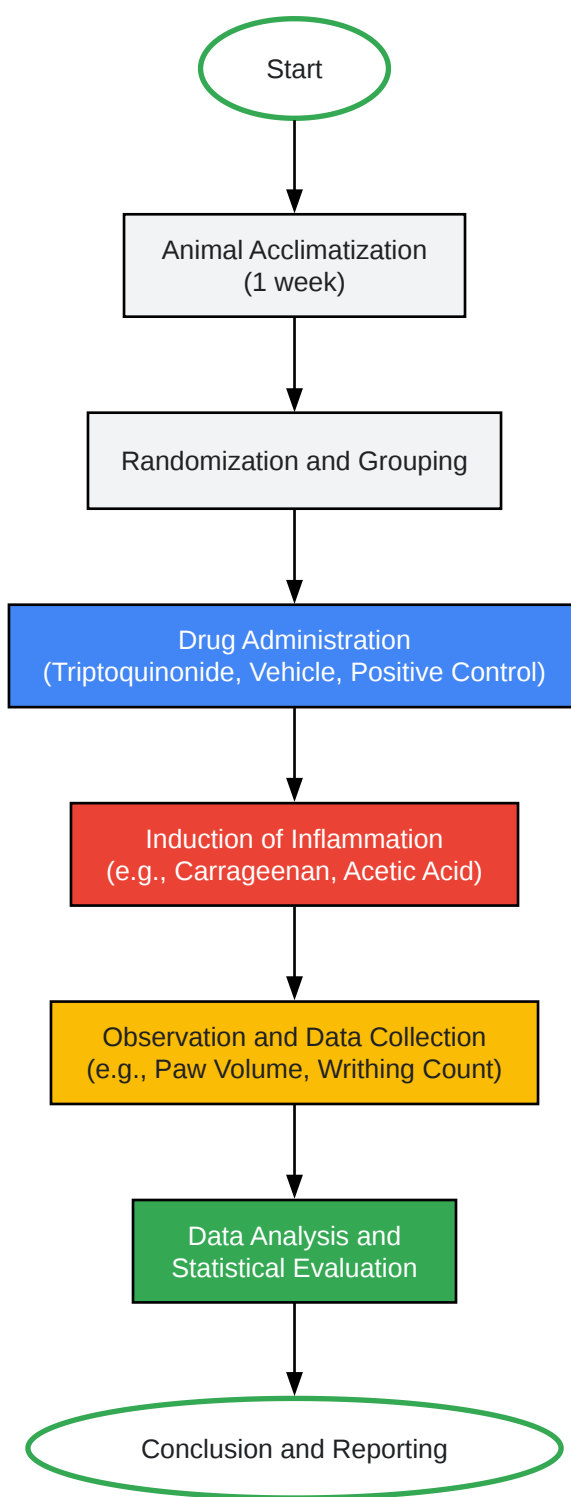 Start
Animal Acclimatization
(1 week)
Randomization and Grouping
Drug Administration
(Triptoquinonide, Vehicle, Positive Control)
Induction of Inflammation
(e.g., Carrageenan, Acetic Acid)
Observation and Data Collection
(e.g., Paw Volume, Writhing Count)
Data Analysis and
Statistical Evaluation
Conclusion and Reporting